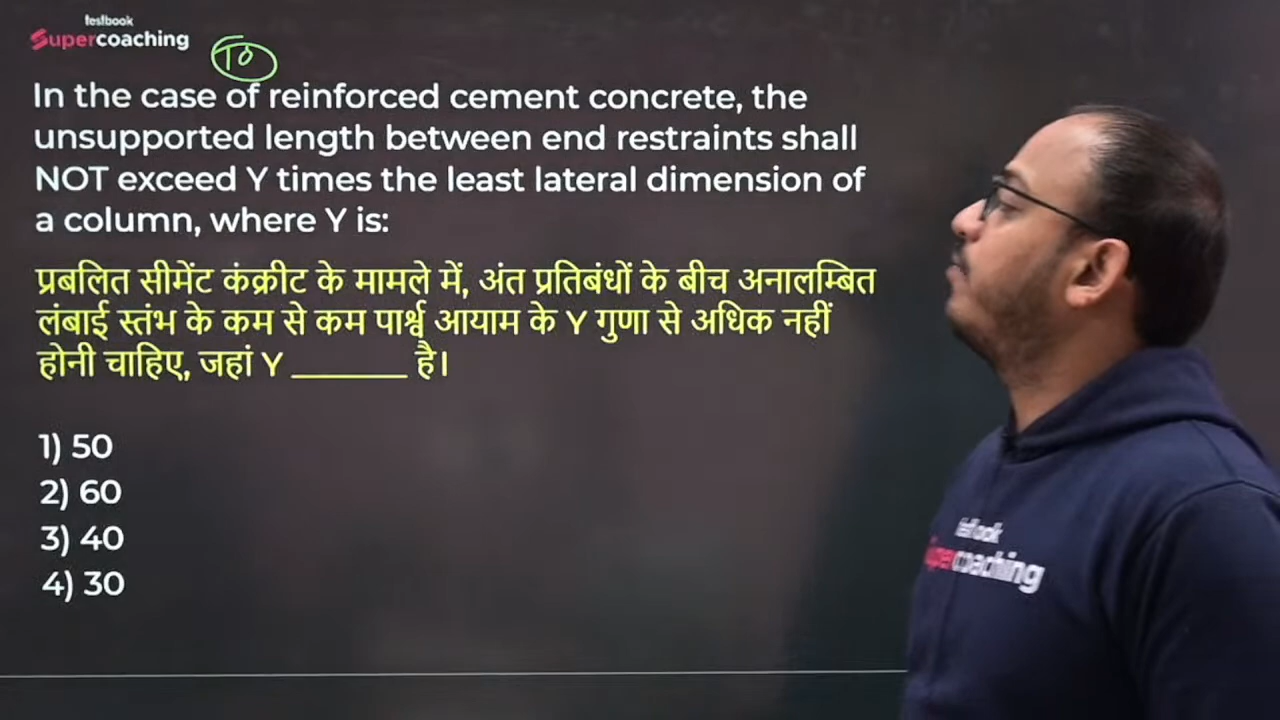 testbook
Supercoaching
TO
In the case of reinforced cement concrete, the
unsupported length between end restraints shall
NOT exceed Y times the least lateral dimension of
a column, where Y is:
प्रबलित सीमेंट कंक्रीट के मामले में, अंत प्रतिबंधों के बीच अनालम्बित
लंबाई स्तंभ के कम से कम पार्श्व आयाम के Y गुणा से अधिक नहीं
होनी चाहिए, जहां Y _______ है।
1) 50
2) 60
3) 40
4) 30
testbook
Supercoaching